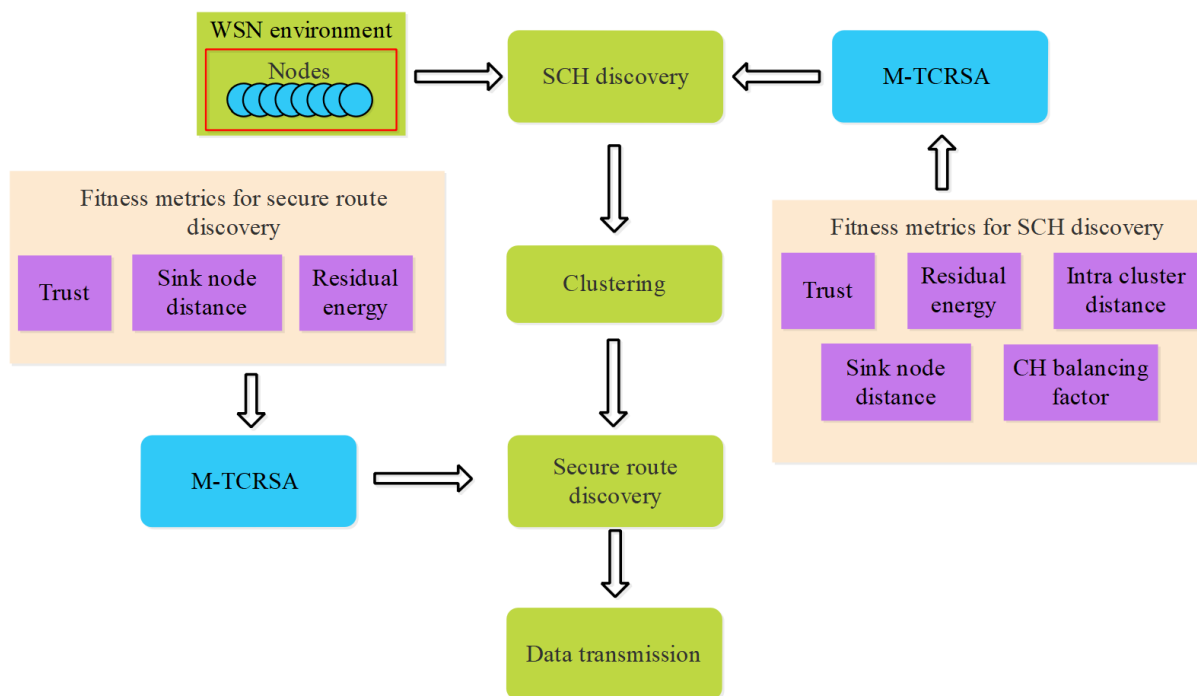 WSN environment
Nodes
SCH discovery
M-TCRSA
Fitness metrics for secure route
discovery
Trust
Sink node
distance
Residual
energy
Clustering
Fitness metrics for SCH discovery
Trust
Residual
energy
Intra cluster
distance
Sink node
distance
CH balancing
factor
M-TCRSA
Secure route
discovery
Data transmission